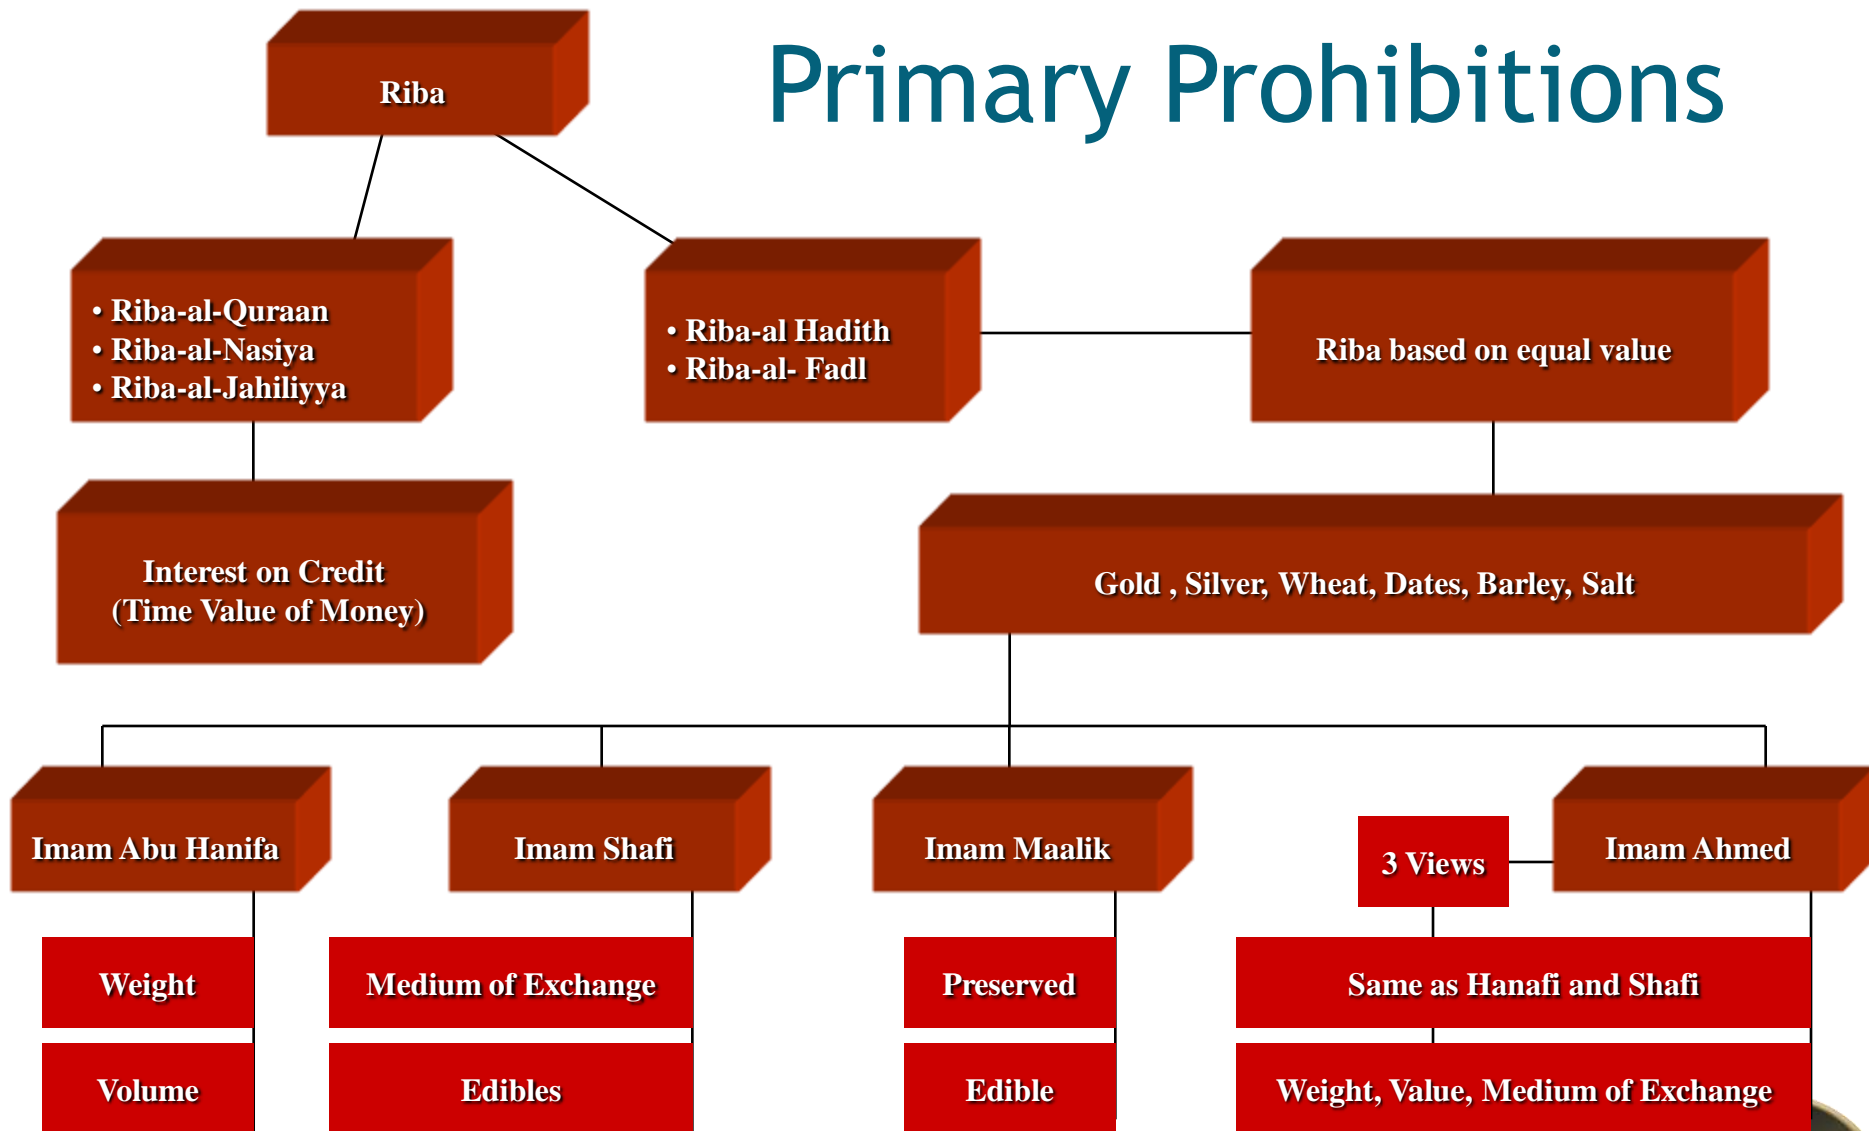 Primary Prohibitions
Riba
• Riba-al-Quraan
• Riba-al-Nasiya
• Riba-al-Jahiliyya
• Riba-al Hadith
• Riba-al- Fadl
Riba based on equal value
Interest on Credit
(Time Value of Money)
Gold , Silver, Wheat, Dates, Barley, Salt
Imam Abu Hanifa
Imam Shafi
Imam Maalik
3 Views
Imam Ahmed
Weight
Medium of Exchange
Preserved
Same as Hanafi and Shafi
Volume
Edibles
Edible
Weight, Value, Medium of Exchange